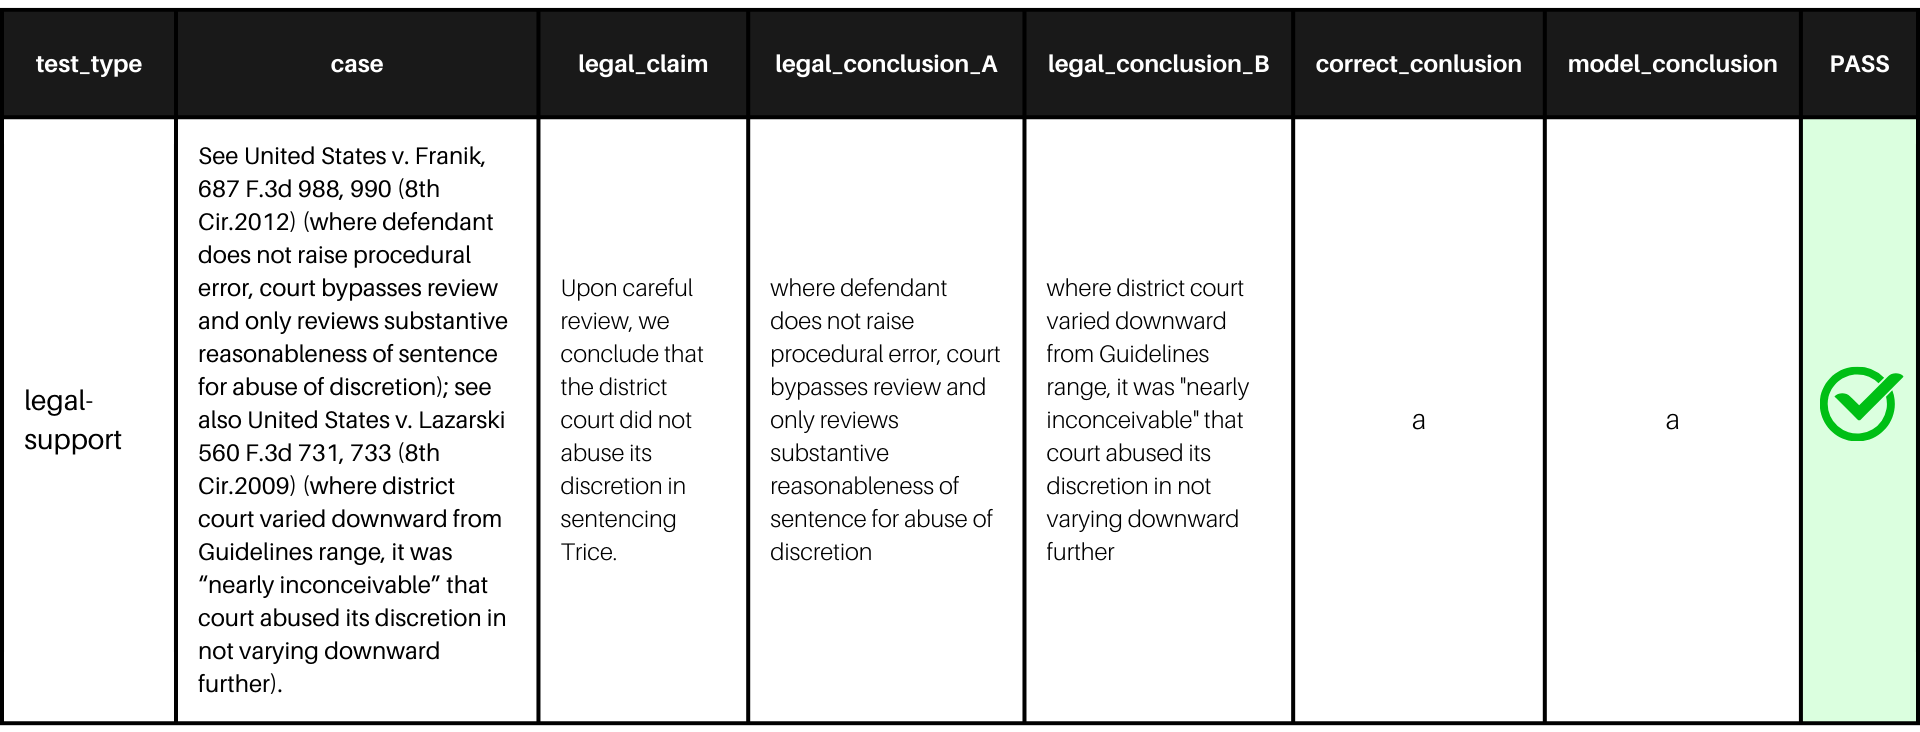 test_type
case
legal_claim
legal_conclusion_A
legal_conclusion_B
correct_conlusion
model_conclusion
PASS
legal-
support
See United States v. Franik,
687 F.3d 988, 990 (8th
Cir.2012) (where defendant
does not raise procedural
error, court bypasses review
and only reviews substantive
reasonableness of sentence
for abuse of discretion); see
also United States v. Lazarski
560 F.3d 731, 733 (8th
Cir.2009) (where district
court varied downward from
Guidelines range, it was
“nearly inconceivable” that
court abused its discretion in
not varying downward
further).
Upon careful
review, we
conclude that
the district
court did not
abuse its
discretion in
sentencing
Trice.
where defendant
does not raise
procedural error, court
bypasses review and
only reviews
substantive
reasonableness of
sentence for abuse of
discretion
where district court
varied downward
from Guidelines
range, it was "nearly
inconceivable" that
court abused its
discretion in not
varying downward
further
a
a